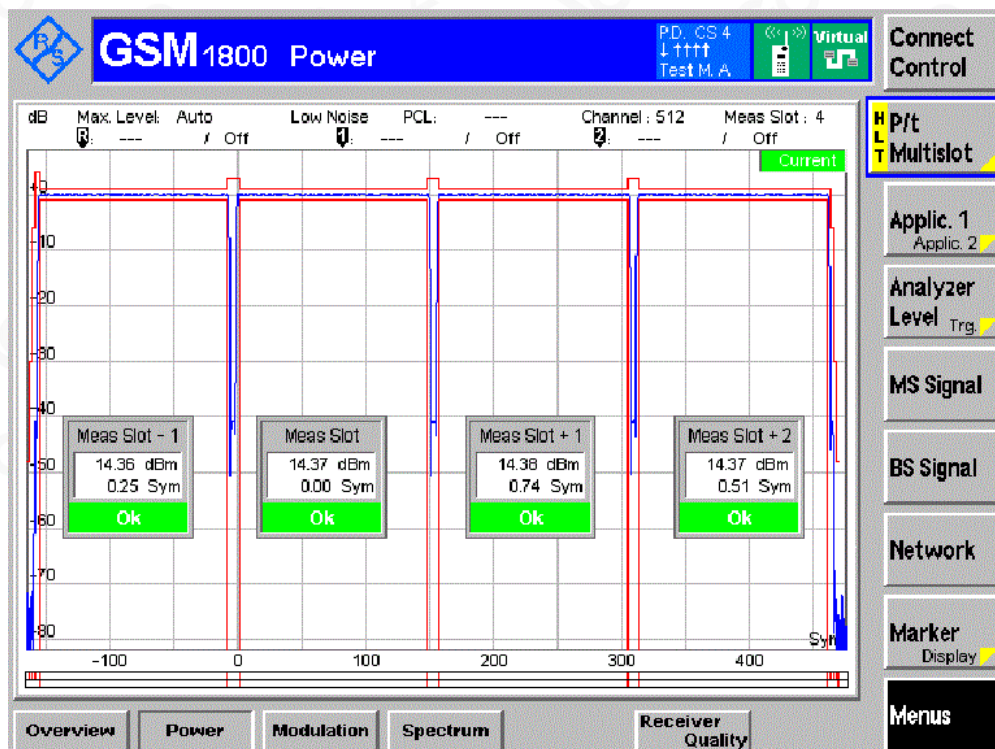 R/S
GSM 1800 Power
PD. CS 4
↓ ↑↑↑↑
Test M. A
Virtual
Connect
Control
dB Max. Level: Auto Low Noise PCL: --- Channel : 512 Meas Slot : 4
R: --- / Off 1: --- / Off 2: --- / Off
HLT
P/t
Multislot
Current
+0
-10
-20
-30
-40
-50
-60
-70
-80
Applic. 1
Applic. 2
Analyzer
Level Trg.
MS Signal
BS Signal
Network
Marker
Display
Menus
Meas Slot - 1
14.36 dBm
0.25 Sym
Ok
Meas Slot
14.37 dBm
0.00 Sym
Ok
Meas Slot + 1
14.38 dBm
0.74 Sym
Ok
Meas Slot + 2
14.37 dBm
0.51 Sym
Ok
Sym
-100 0 100 200 300 400
Overview Power Modulation Spectrum Receiver
Quality